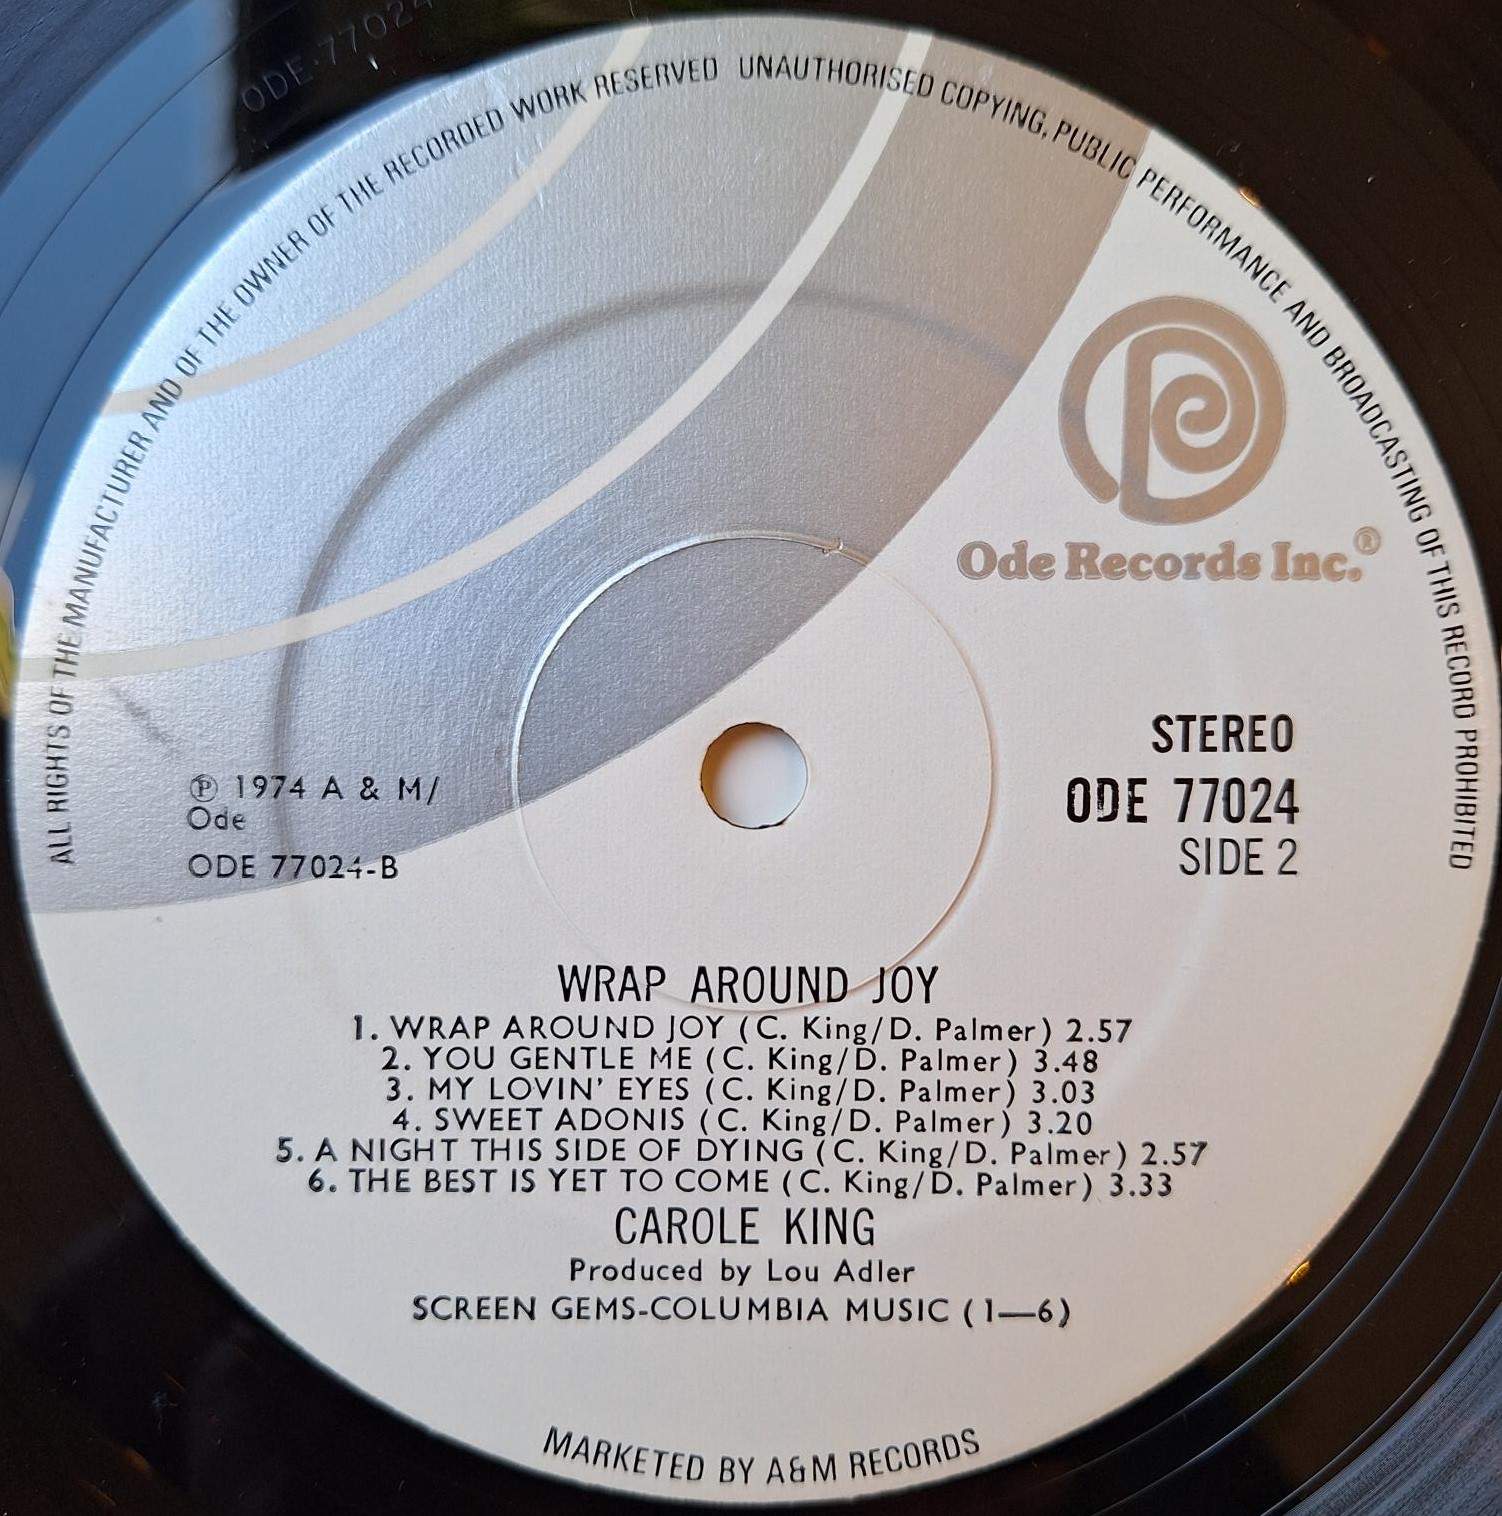 ODE·77024
ALL RIGHTS OF THE MANUFACTURER AND OF THE OWNER OF THE RECORDED WORK RESERVED UNAUTHORISED COPYING, PUBLIC PERFORMANCE AND BROADCASTING OF THIS RECORD PROHIBITED
Ode Records Inc.®
STEREO
ODE 77024
SIDE 2
℗ 1974 A & M/
Ode
ODE 77024-B
WRAP AROUND JOY
1. WRAP AROUND JOY (C. King/D. Palmer) 2.57
2. YOU GENTLE ME (C. King/D. Palmer) 3.48
3. MY LOVIN' EYES (C. King/D. Palmer) 3.03
4. SWEET ADONIS (C. King/D. Palmer) 3.20
5. A NIGHT THIS SIDE OF DYING (C. King/D. Palmer) 2.57
6. THE BEST IS YET TO COME (C. King/D. Palmer) 3.33
CAROLE KING
Produced by Lou Adler
SCREEN GEMS-COLUMBIA MUSIC (1—6)
MARKETED BY A&M RECORDS